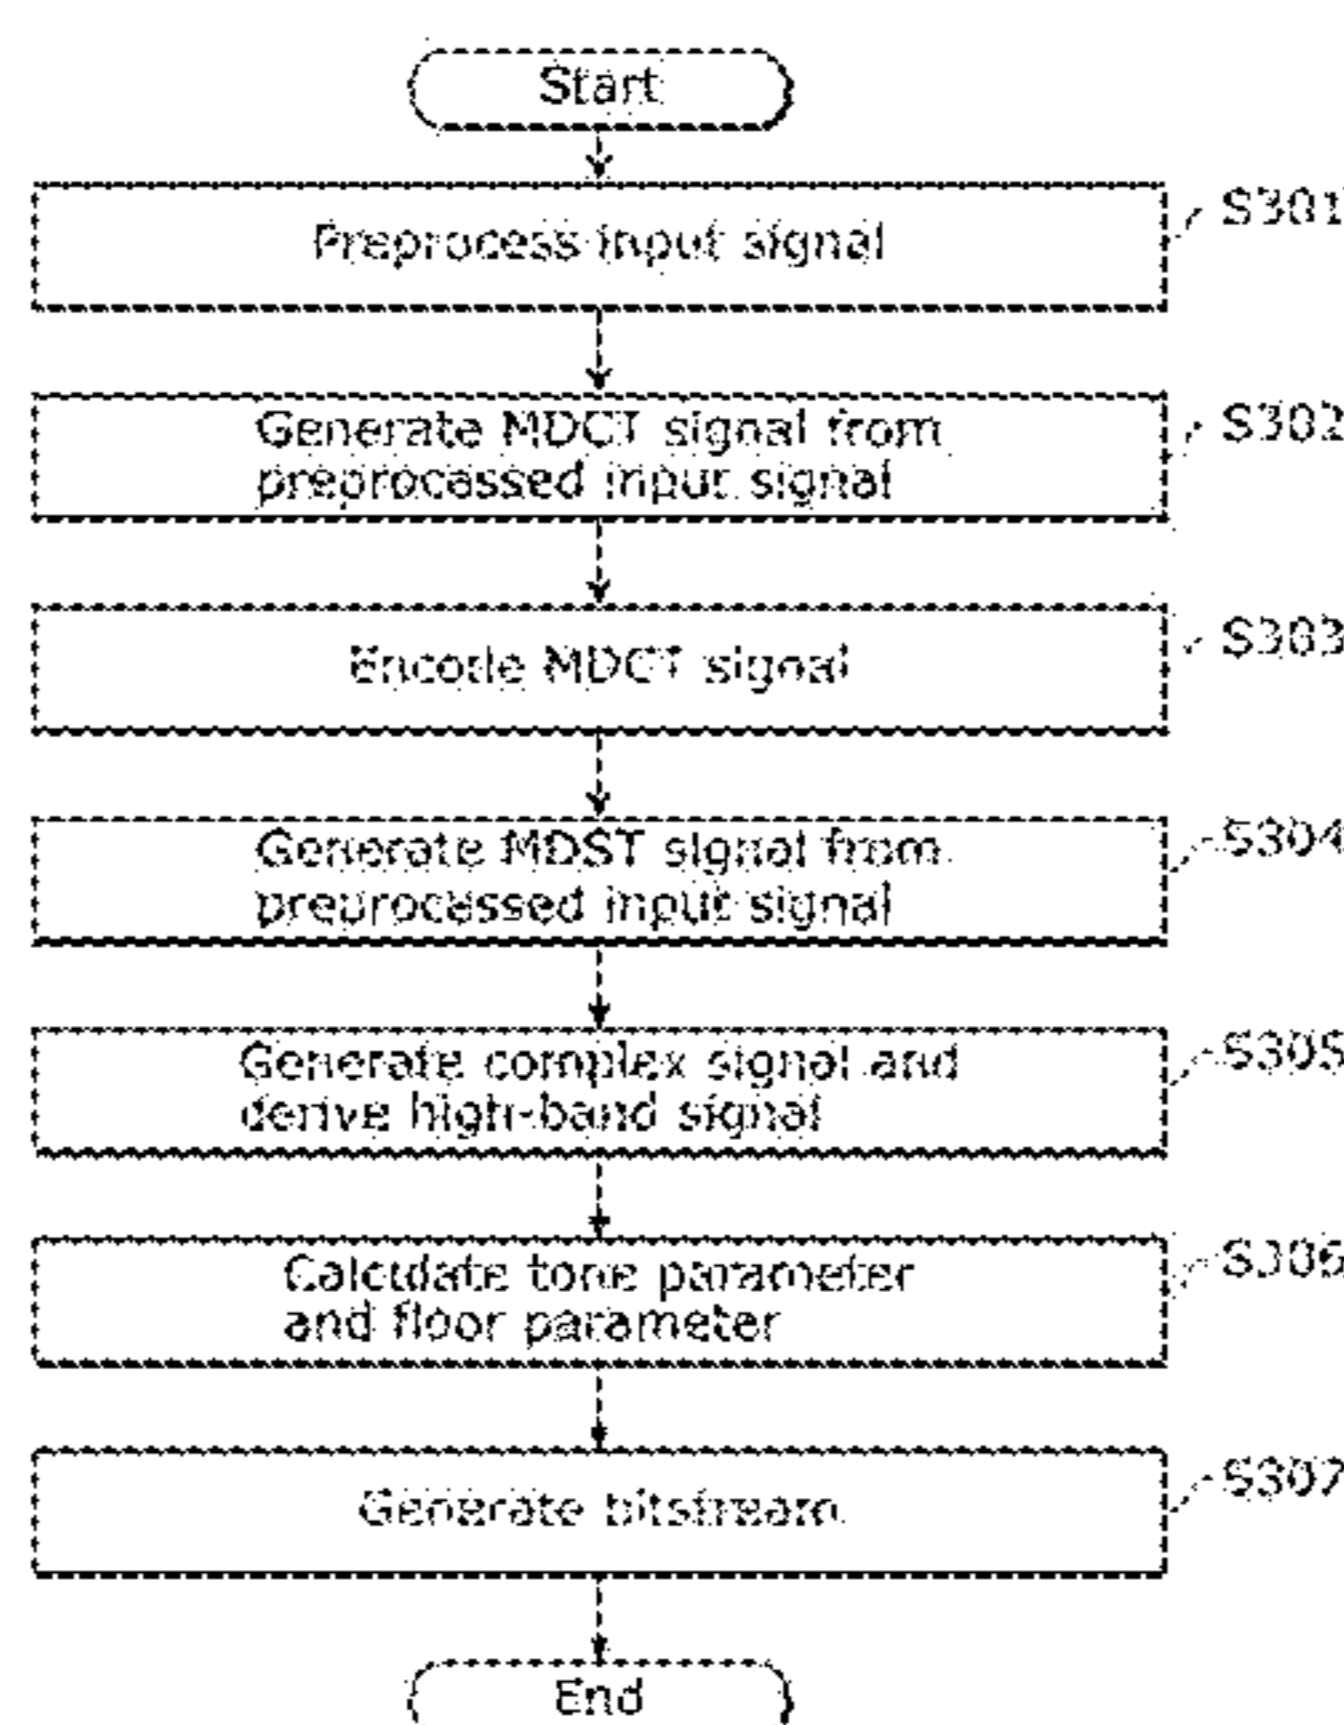 Start
Preprocess input signal
S301
Generate MDCT signal from
preprocassed input signal
S302
Encode MDCT signal
S303
Generate MDST signal from
preprocassed input signal
S304
Generate complex signal and
derive high-band signal
S305
Calculate tone parameter
and floor parameter
S306
Generate bitstream
S307
End